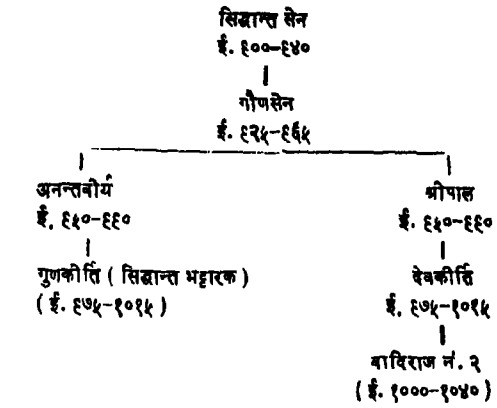 सिद्धान्त सेन
ई. ९००-९४०
गौणसेन
ई. ९२५-९६५
अनन्तवीर्य
ई. ९५०-९९०
श्रीपाल
ई. ९५०-९९०
गुणकीर्ति ( सिद्धान्त भट्टारक )
( ई. ९७५-१०१५ )
देवकीर्ति
ई. ९७५-१०१५
वादिराज नं. २
( ई. १०००-१०४० )